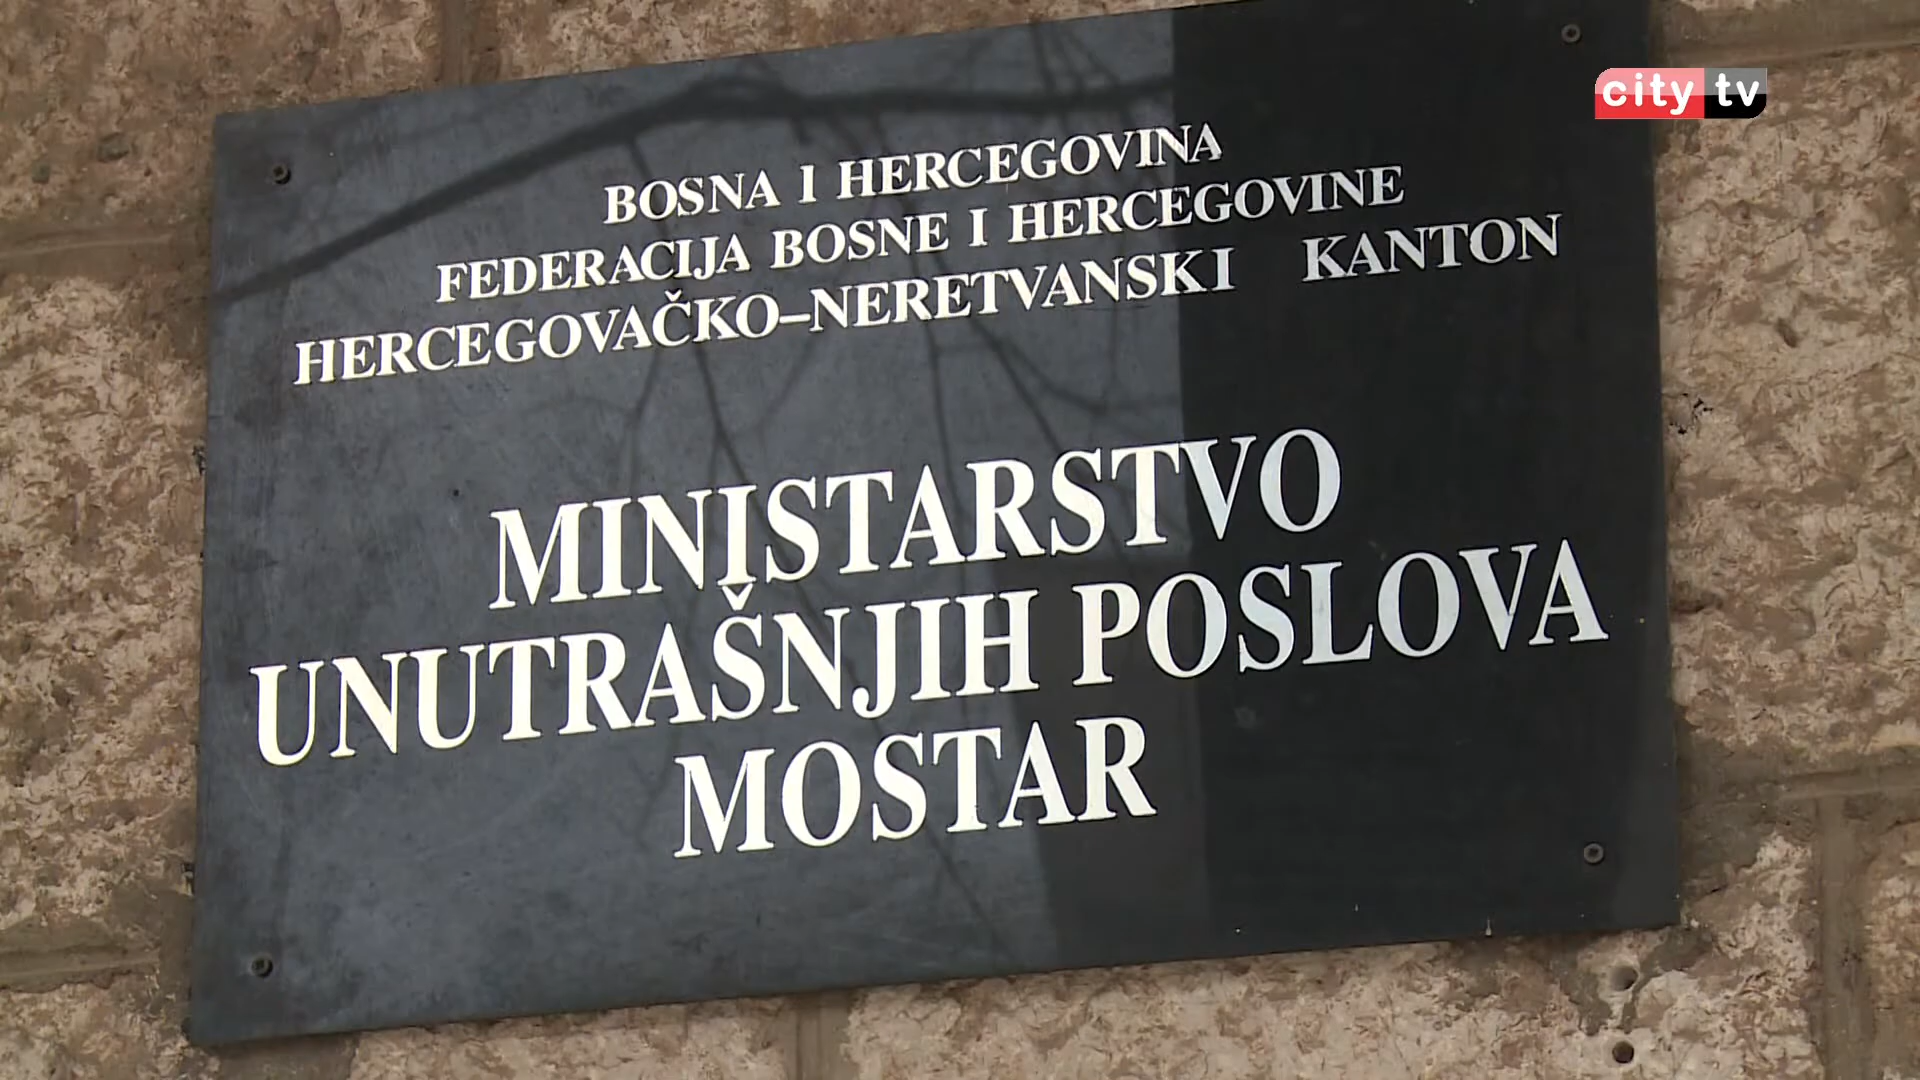 city tv
BOSNA I HERCEGOVINA
FEDERACIJA BOSNE I HERCEGOVINE
HERCEGOVAČKO–NERETVANSKI KANTON
MINISTARSTVO
UNUTRAŠNJIH POSLOVA
MOSTAR